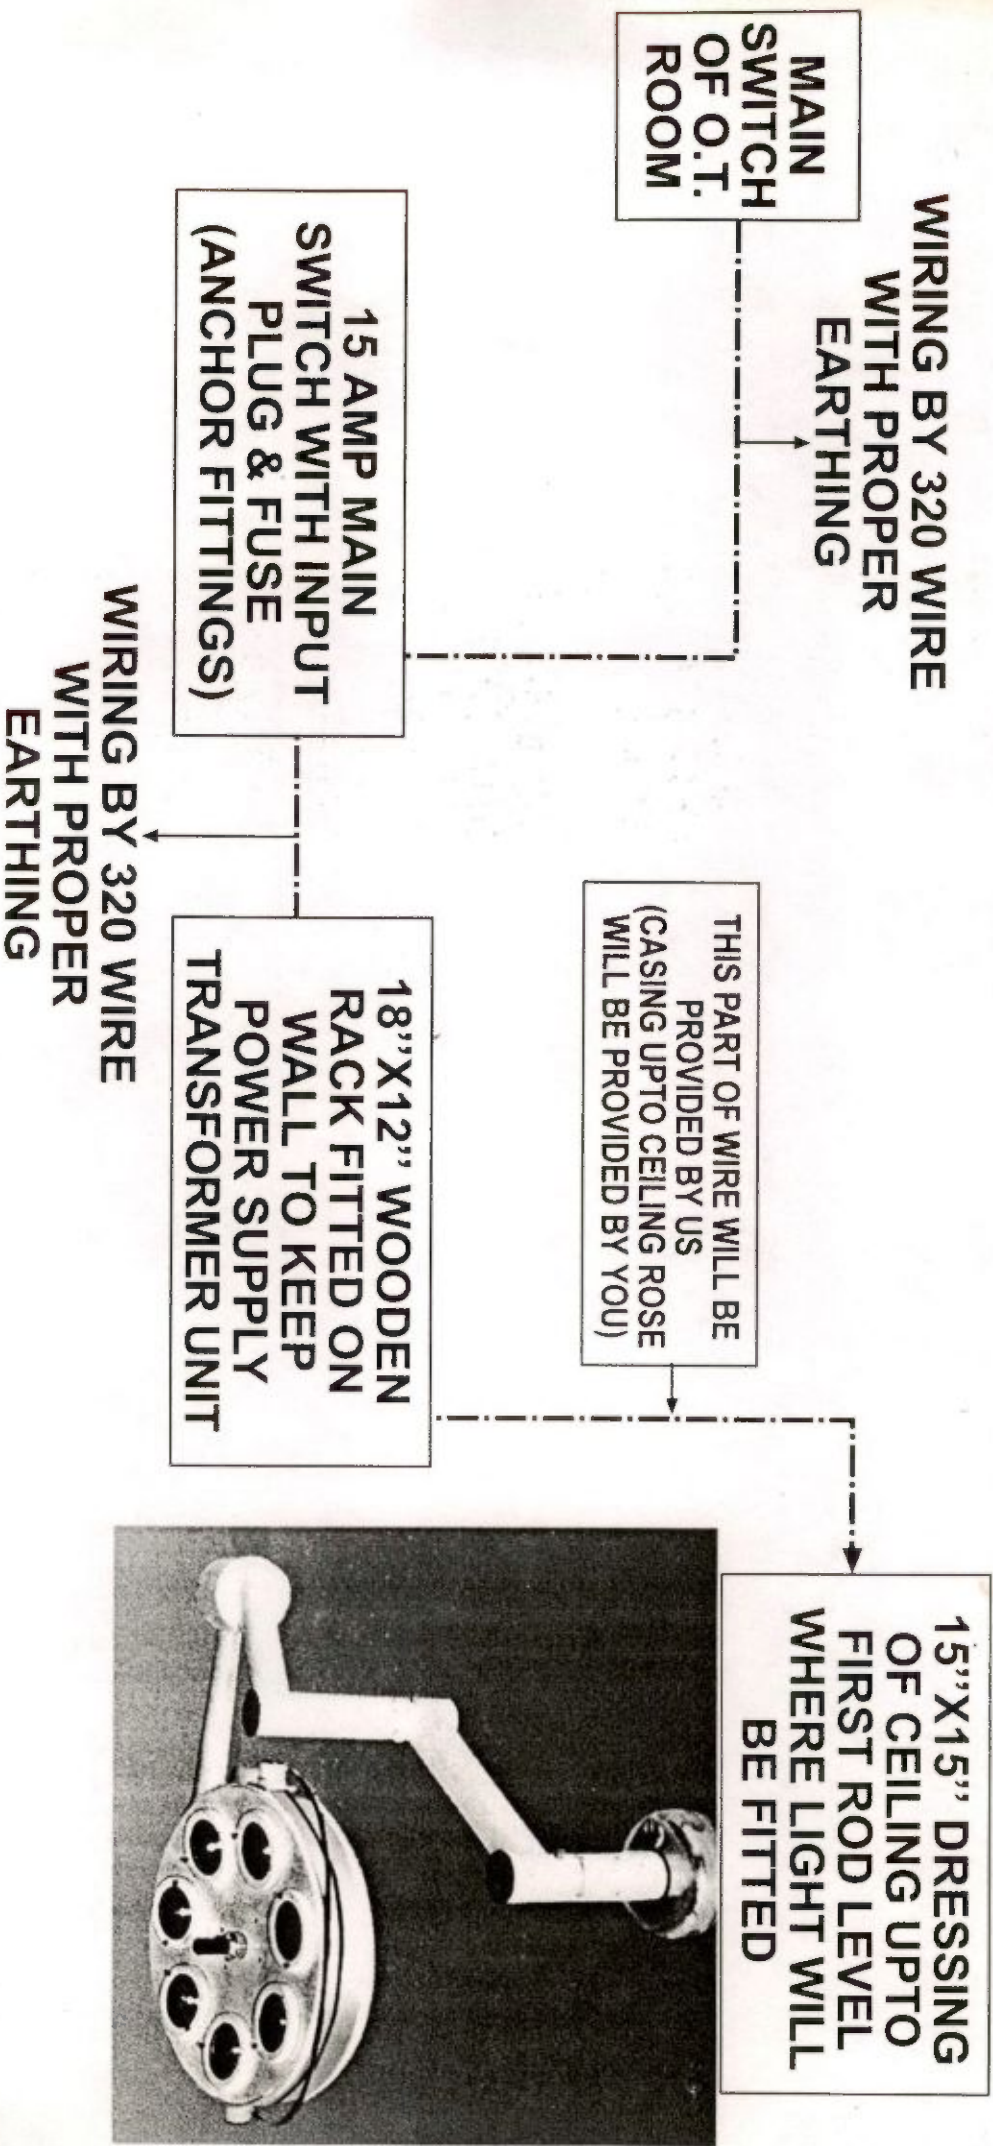 WIRING BY 320 WIRE
WITH PROPER
EARTHING
MAIN
SWITCH
OF O.T.
ROOM
15 AMP MAIN
SWITCH WITH INPUT
PLUG & FUSE
(ANCHOR FITTINGS)
WIRING BY 320 WIRE
WITH PROPER
EARTHING
THIS PART OF WIRE WILL BE
PROVIDED BY US
(CASING UPTO CEILING ROSE
WILL BE PROVIDED BY YOU)
18"X12" WOODEN
RACK FITTED ON
WALL TO KEEP
POWER SUPPLY
TRANSFORMER UNIT
15"X15" DRESSING
OF CEILING UPTO
FIRST ROD LEVEL
WHERE LIGHT WILL
BE FITTED